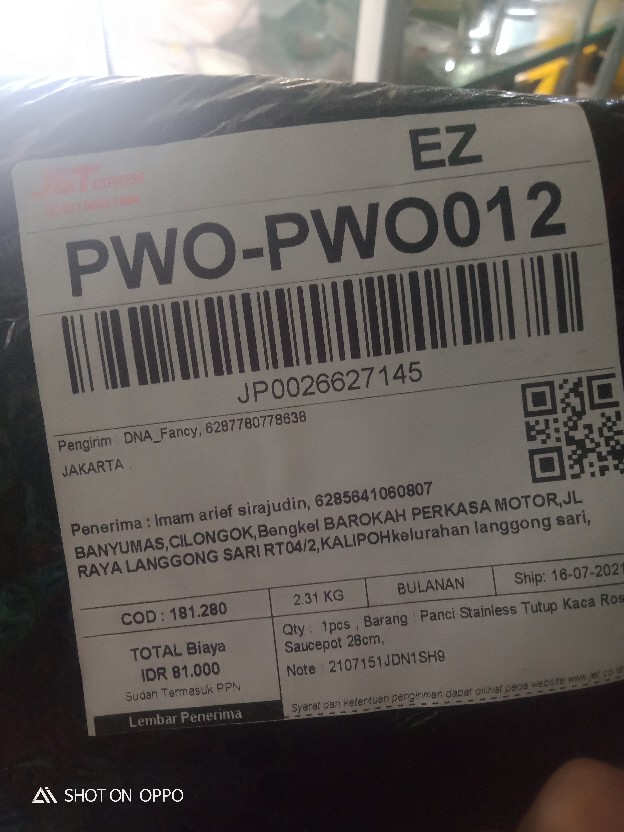 EZ
J&T EXPRESS
PWO-PWO012
JP0026627145
Pengirim : DNA_Fancy, 6287780778638
JAKARTA
Penerima : Imam arief sirajudin, 6285641060807
BANYUMAS,CILONGOK,Bengkel BAROKAH PERKASA MOTOR,JL
RAYA LANGGONG SARI RT04/2,KALIPOHkelurahan langgong sari,
COD : 181.280
2.31 KG
BULANAN
Ship: 16-07-2021
TOTAL Biaya
IDR 81.000
Sudah Termasuk PPN
Lembar Penerima
Qty : 1pcs , Barang : Panci Stainless Tutup Kaca Ros
Saucepot 28cm,
Note : 2107151JDN1SH9
Syarat dan ketentuan pengiriman dapat dilihat pada website www.jet.co.id
SHOT ON OPPO